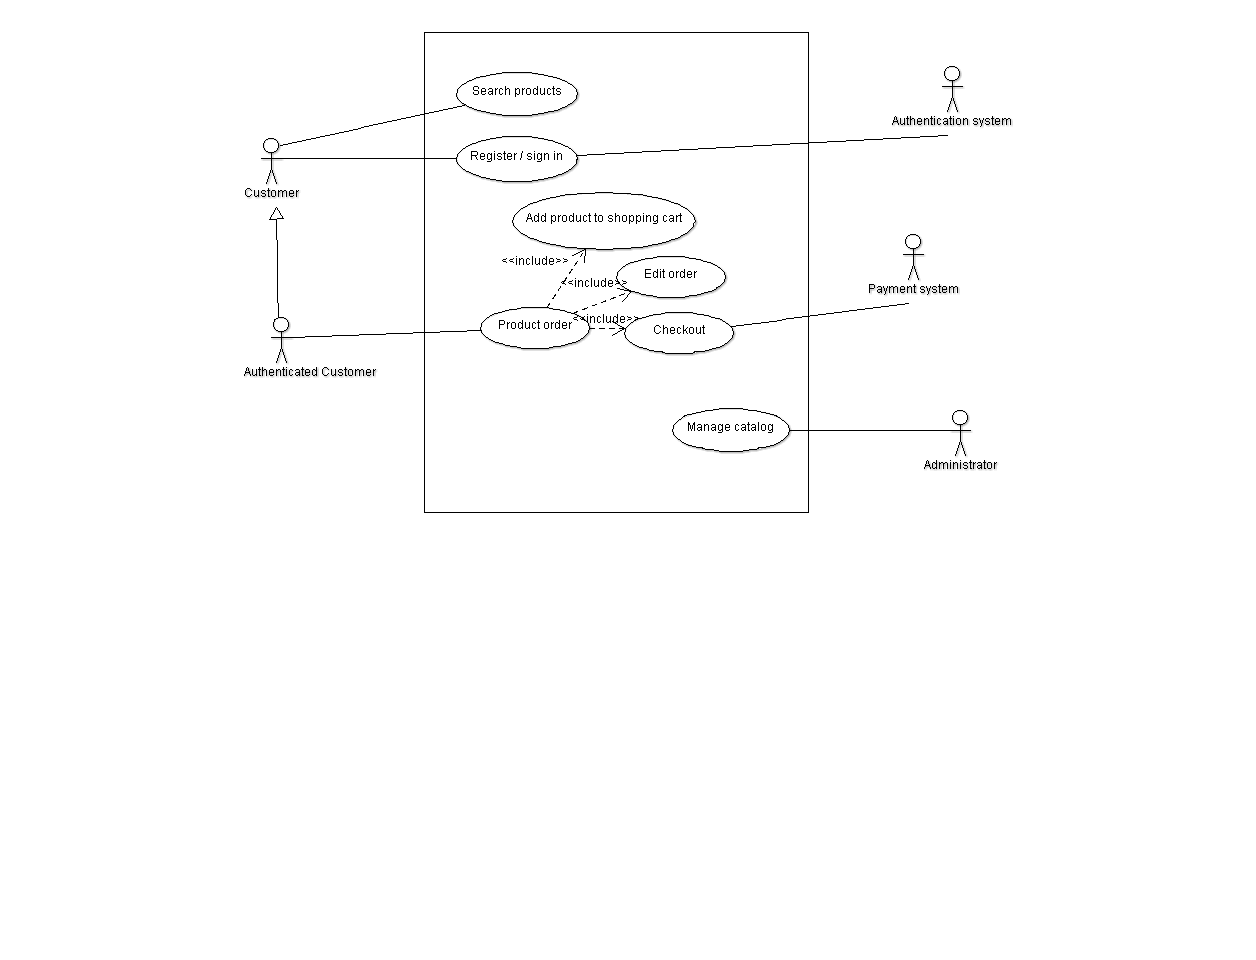 Search products
Authentication system
Register / sign in
Customer
Add product to shopping cart
<<include>>
Edit order
<<include>>
Payment system
<<include>>
Product order
Checkout
Authenticated Customer
Manage catalog
Administrator